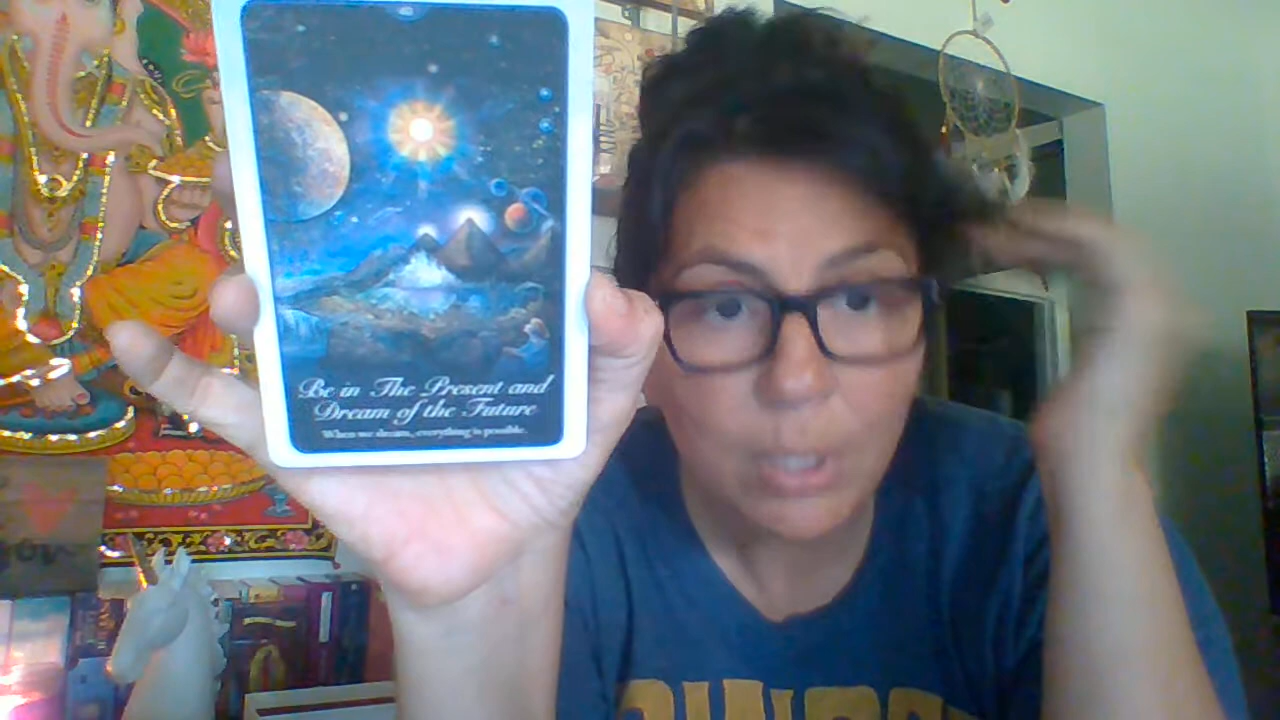 Be in The Present and
Dream of the Future
When we dream, everything is possible.